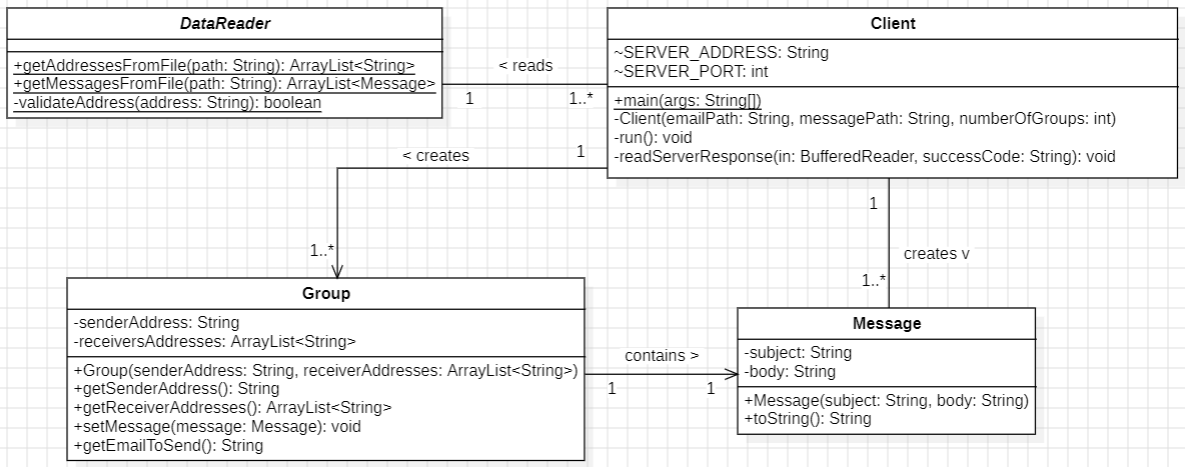 DataReader
+getAddressesFromFile(path: String): ArrayList<String>
+getMessagesFromFile(path: String): ArrayList<Message>
-validateAddress(address: String): boolean
< reads
1
1..*
Client
~SERVER_ADDRESS: String
~SERVER_PORT: int
+main(args: String[])
-Client(emailPath: String, messagePath: String, numberOfGroups: int)
-run(): void
-readServerResponse(in: BufferedReader, successCode: String): void
< creates
1
1..*
1
creates v
1..*
Group
-senderAddress: String
-receiversAddresses: ArrayList<String>
+Group(senderAddress: String, receiverAddresses: ArrayList<String>)
+getSenderAddress(): String
+getReceiverAddresses(): ArrayList<String>
+setMessage(message: Message): void
+getEmailToSend(): String
contains >
1
1
Message
-subject: String
-body: String
+Message(subject: String, body: String)
+toString(): String